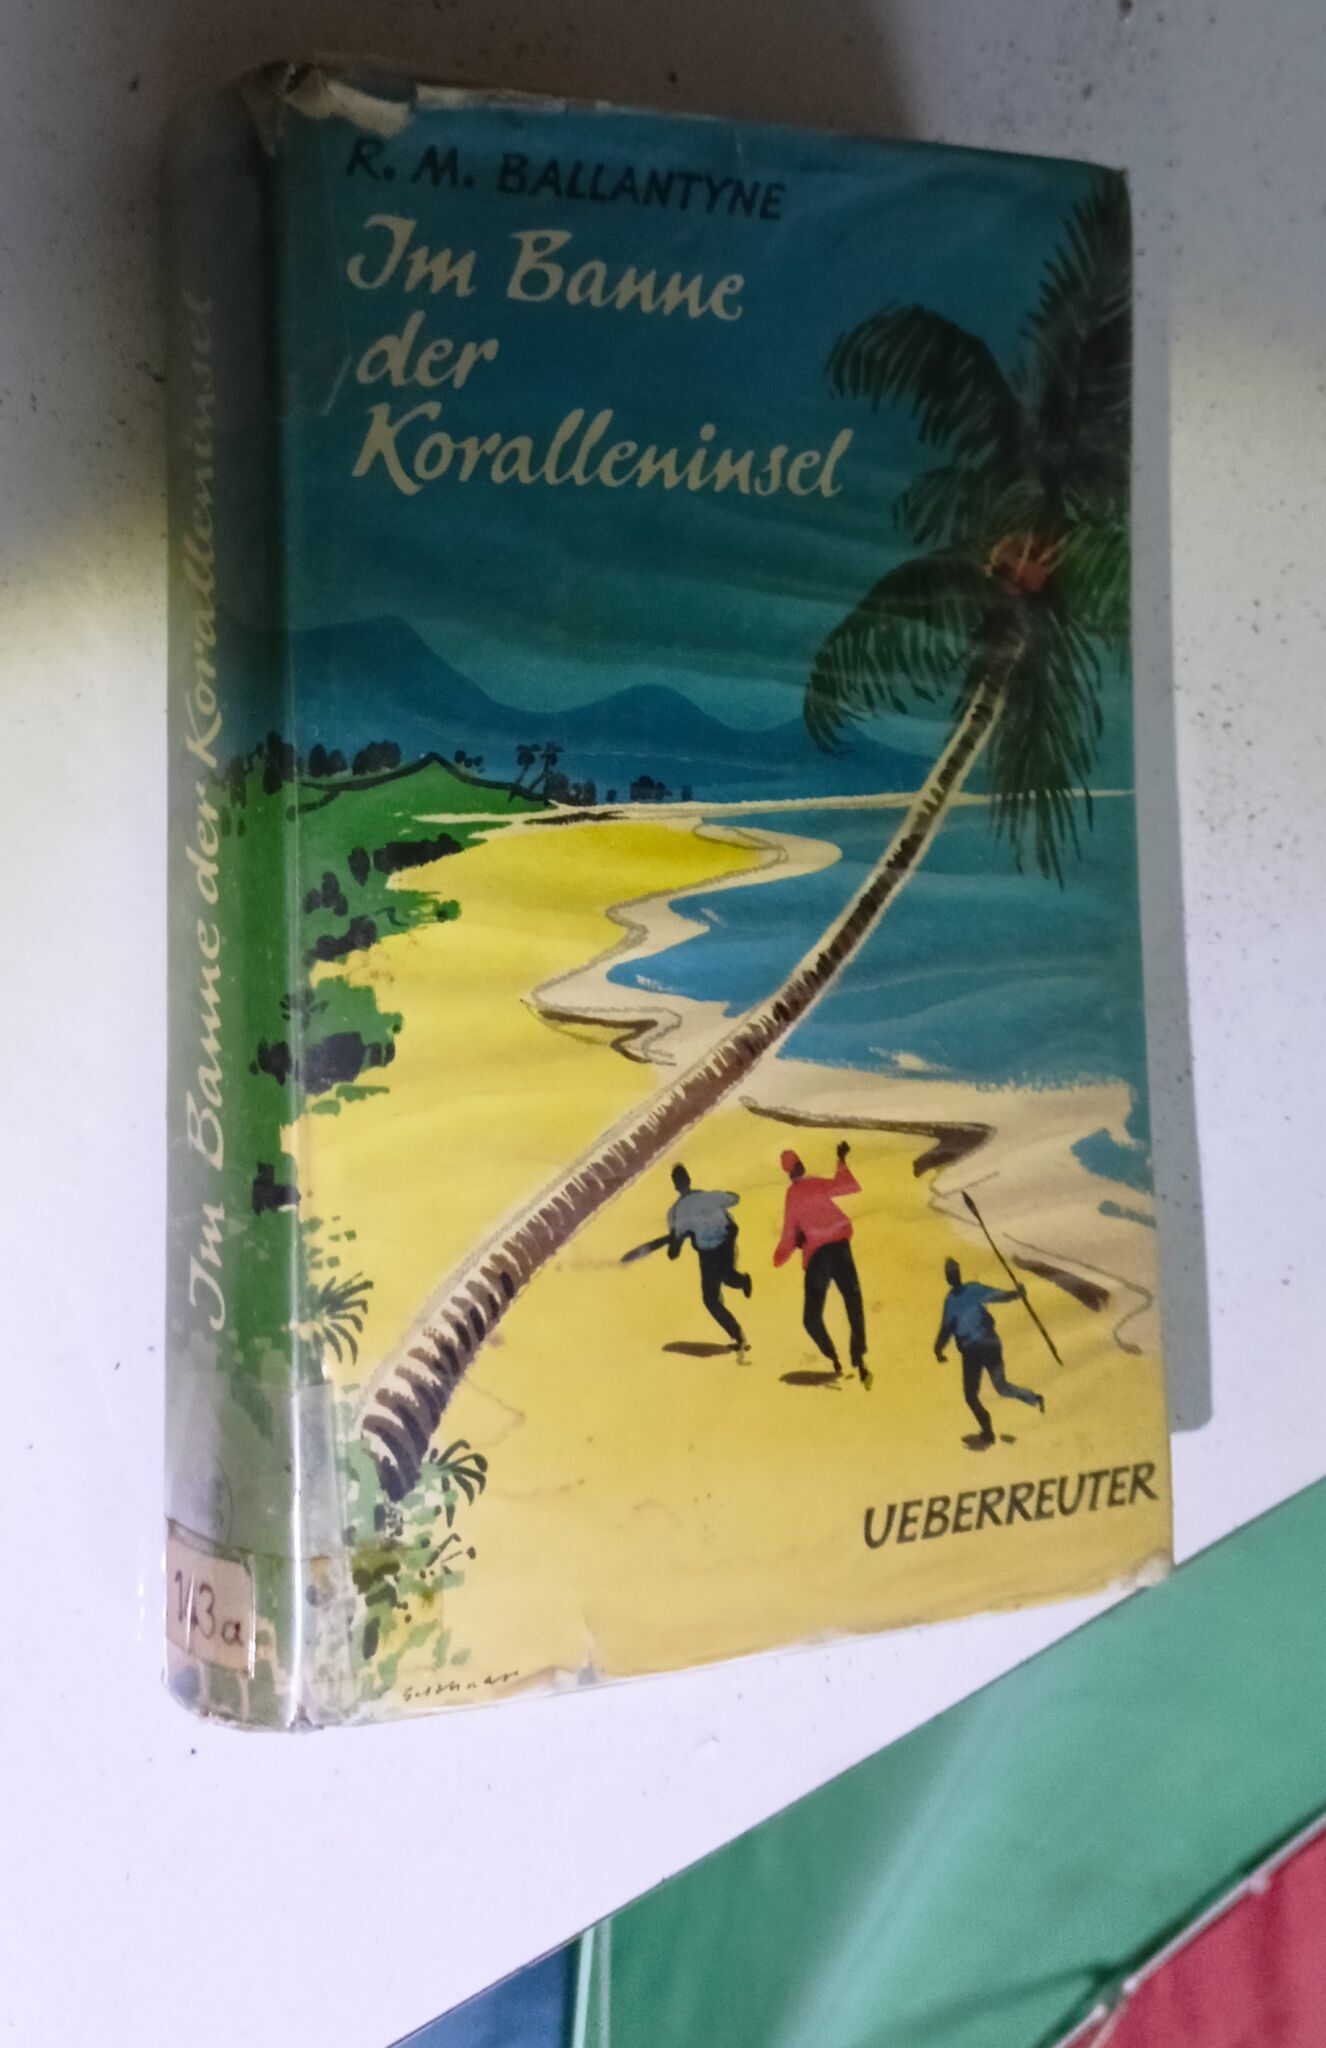 R. M. BALLANTYNE
Im Banne
der
Koralleninsel
UEBERREUTER
Im Banne der Koralleninsel
1/3a